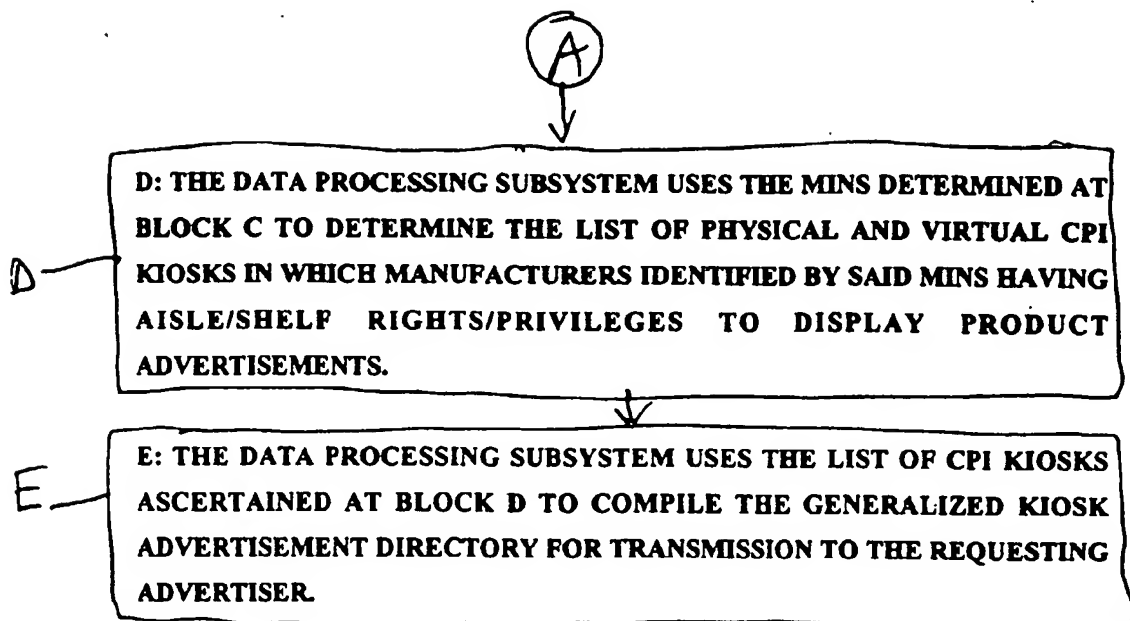 A
D: THE DATA PROCESSING SUBSYSTEM USES THE MINS DETERMINED AT
BLOCK C TO DETERMINE THE LIST OF PHYSICAL AND VIRTUAL CPI
KIOSKS IN WHICH MANUFACTURERS IDENTIFIED BY SAID MINS HAVING
AISLE/SHELF RIGHTS/PRIVILEGES TO DISPLAY PRODUCT
ADVERTISEMENTS.
D
E: THE DATA PROCESSING SUBSYSTEM USES THE LIST OF CPI KIOSKS
ASCERTAINED AT BLOCK D TO COMPILE THE GENERALIZED KIOSK
ADVERTISEMENT DIRECTORY FOR TRANSMISSION TO THE REQUESTING
ADVERTISER.
E